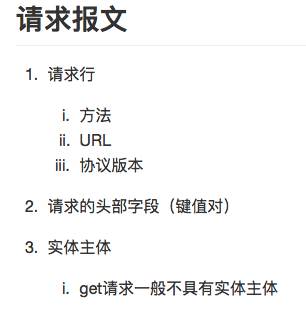 请求报文
1. 请求行
i. 方法
ii. URL
iii. 协议版本
2. 请求的头部字段（键值对）
3. 实体主体
i. get请求一般不具有实体主体